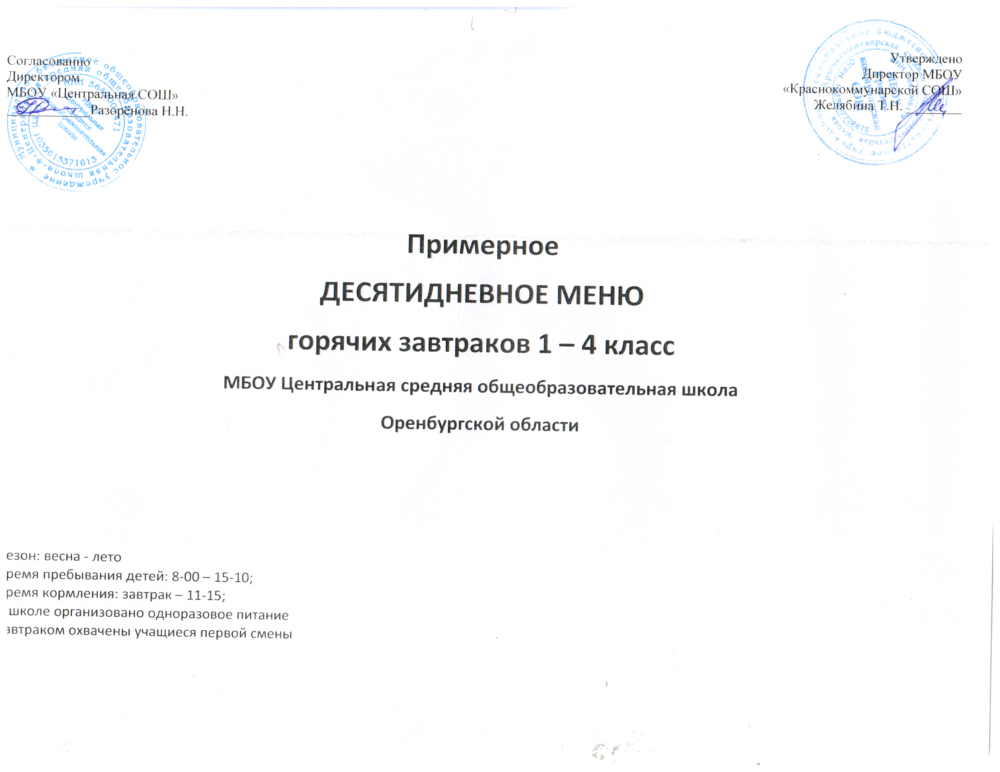 Согласованно
Директором
МБОУ «Центральная СОШ»
Разорёнова Н.Н.
Утверждено
Директор МБОУ
«Краснокоммунарской СОШ»
Желябина Т.Н.
Примерное
ДЕСЯТИДНЕВНОЕ МЕНЮ
горячих завтраков 1 – 4 класс
МБОУ Центральная средняя общеобразовательная школа
Оренбургской области
езон: весна - лето
ремя пребывания детей: 8-00 – 15-10;
ремя кормления: завтрак – 11-15;
школе организовано одноразовое питание
автраком охвачены учащиеся первой смены